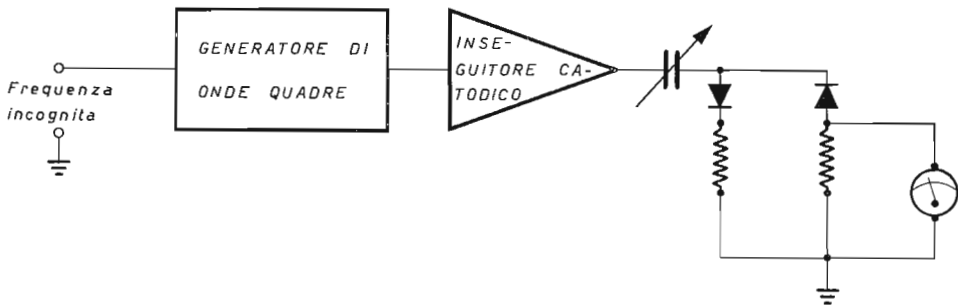 Frequenza
incognita
GENERATORE DI
ONDE QUADRE
INSE-
GUITORE CA-
TODICO